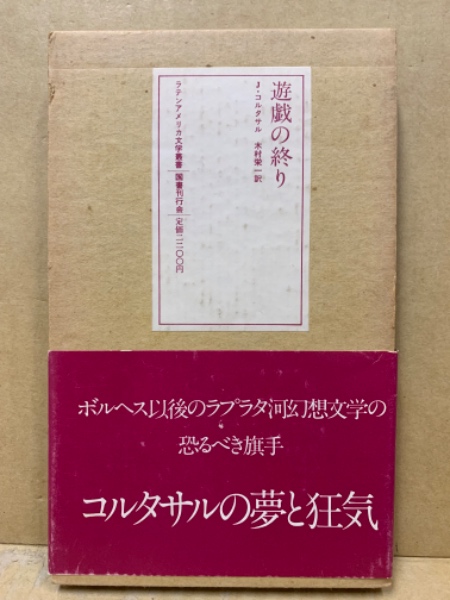 遊戯の終り
J・コルタサル 木村榮一訳
ラテンアメリカ文学叢書 国書刊行会 定価二二〇〇円
ボルヘス以後のラプラタ河幻想文学の
恐るべき旗手
コルタサルの夢と狂気